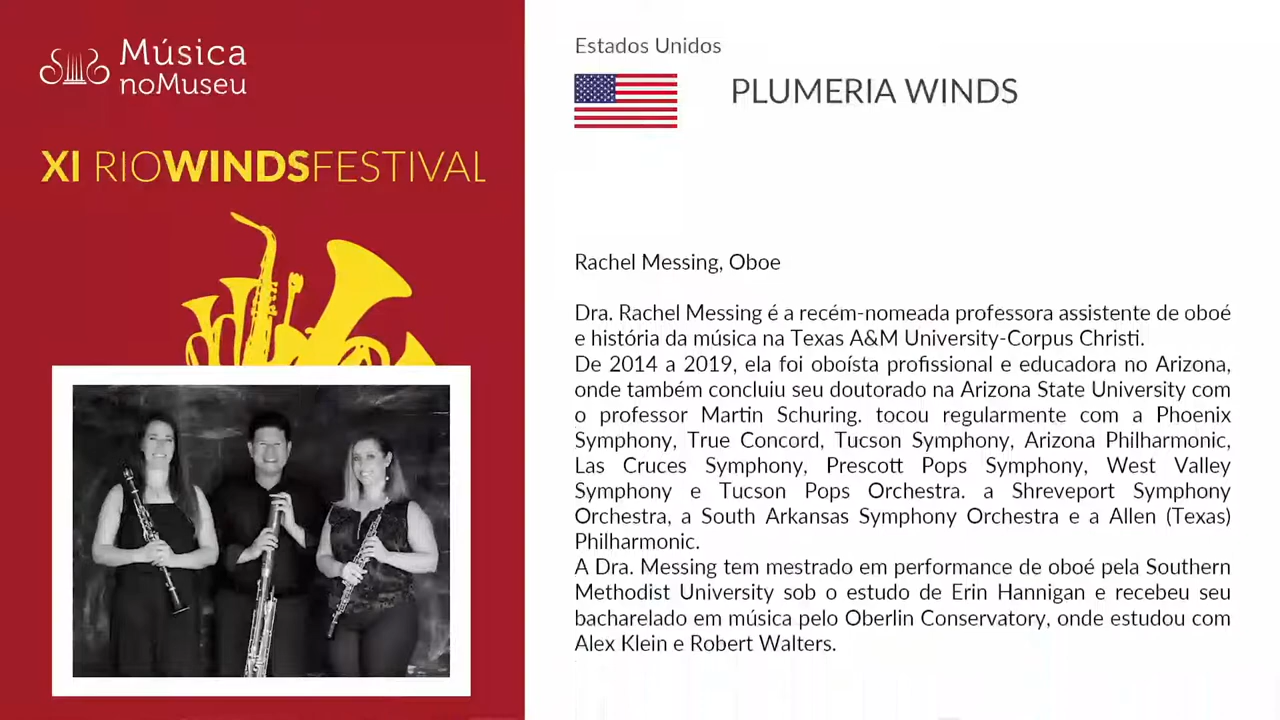 Música
noMuseu
XI RIOWINDSFESTIVAL
Estados Unidos
PLUMERIA WINDS
Rachel Messing, Oboe
Dra. Rachel Messing é a recém-nomeada professora assistente de oboé
e história da música na Texas A&M University-Corpus Christi.
De 2014 a 2019, ela foi oboísta profissional e educadora no Arizona,
onde também concluiu seu doutorado na Arizona State University com
o professor Martin Schuring. tocou regularmente com a Phoenix
Symphony, True Concord, Tucson Symphony, Arizona Philharmonic,
Las Cruces Symphony, Prescott Pops Symphony, West Valley
Symphony e Tucson Pops Orchestra. a Shreveport Symphony
Orchestra, a South Arkansas Symphony Orchestra e a Allen (Texas)
Philharmonic.
A Dra. Messing tem mestrado em performance de oboé pela Southern
Methodist University sob o estudo de Erin Hannigan e recebeu seu
bacharelado em música pelo Oberlin Conservatory, onde estudou com
Alex Klein e Robert Walters.